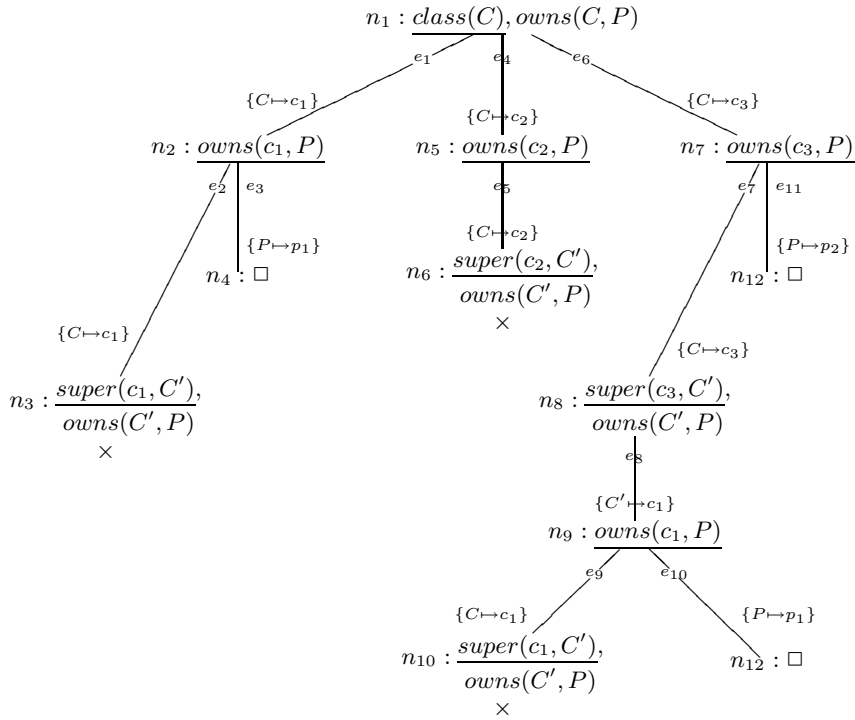 n₁ : class(C), owns(C, P)
e₁ e₄ e₆
{C↦c₁} {C↦c₂} {C↦c₃}
n₂ : owns(c₁, P) n₅ : owns(c₂, P) n₇ : owns(c₃, P)
e₂ e₃ e₅ e₇ e₁₁
{P↦p₁} {C↦c₂} {P↦p₂}
n₄ : □ n₆ : super(c₂, C′), n₁₂ : □
owns(C′, P)
×
{C↦c₁} {C↦c₃}
n₃ : super(c₁, C′), n₈ : super(c₃, C′),
owns(C′, P) owns(C′, P)
×
e₈
{C′↦c₁}
n₉ : owns(c₁, P)
e₉ e₁₀
{C↦c₁} {P↦p₁}
n₁₀ : super(c₁, C′), n₁₂ : □
owns(C′, P)
×